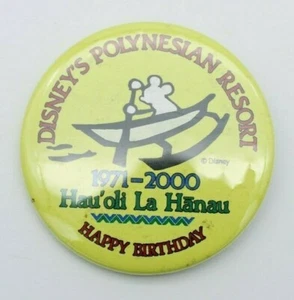 DISNEY'S POLYNESIAN RESORT
© Disney
1971-2000
Hau'oli La Hānau
HAPPY BIRTHDAY